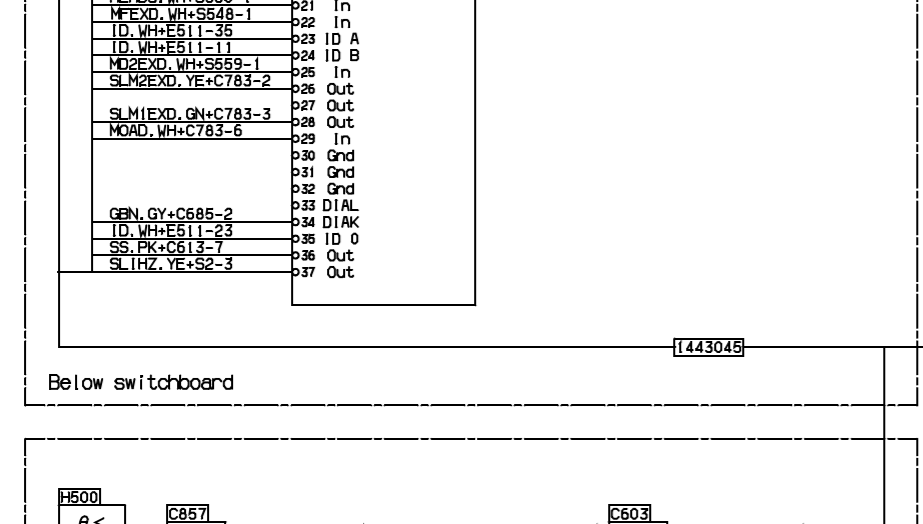 21 In
MFEXD.WH+S548-1 22 In
ID.WH+E511-35 23 ID A
ID.WH+E511-11 24 ID B
MD2EXD.WH+S559-1 25 In
SLM2EXD.YE+C783-2 26 Out
27 Out
SLM1EXD.GN+C783-3 28 Out
MOAD.WH+C783-6 29 In
30 Gnd
31 Gnd
32 Gnd
33 DIAL
GBN.GY+C685-2 34 DIAK
ID.WH+E511-23 35 ID 0
SS.PK+C613-7 36 Out
SLIHZ.YE+S2-3 37 Out
1443045
Below switchboard
H500
C857
C603